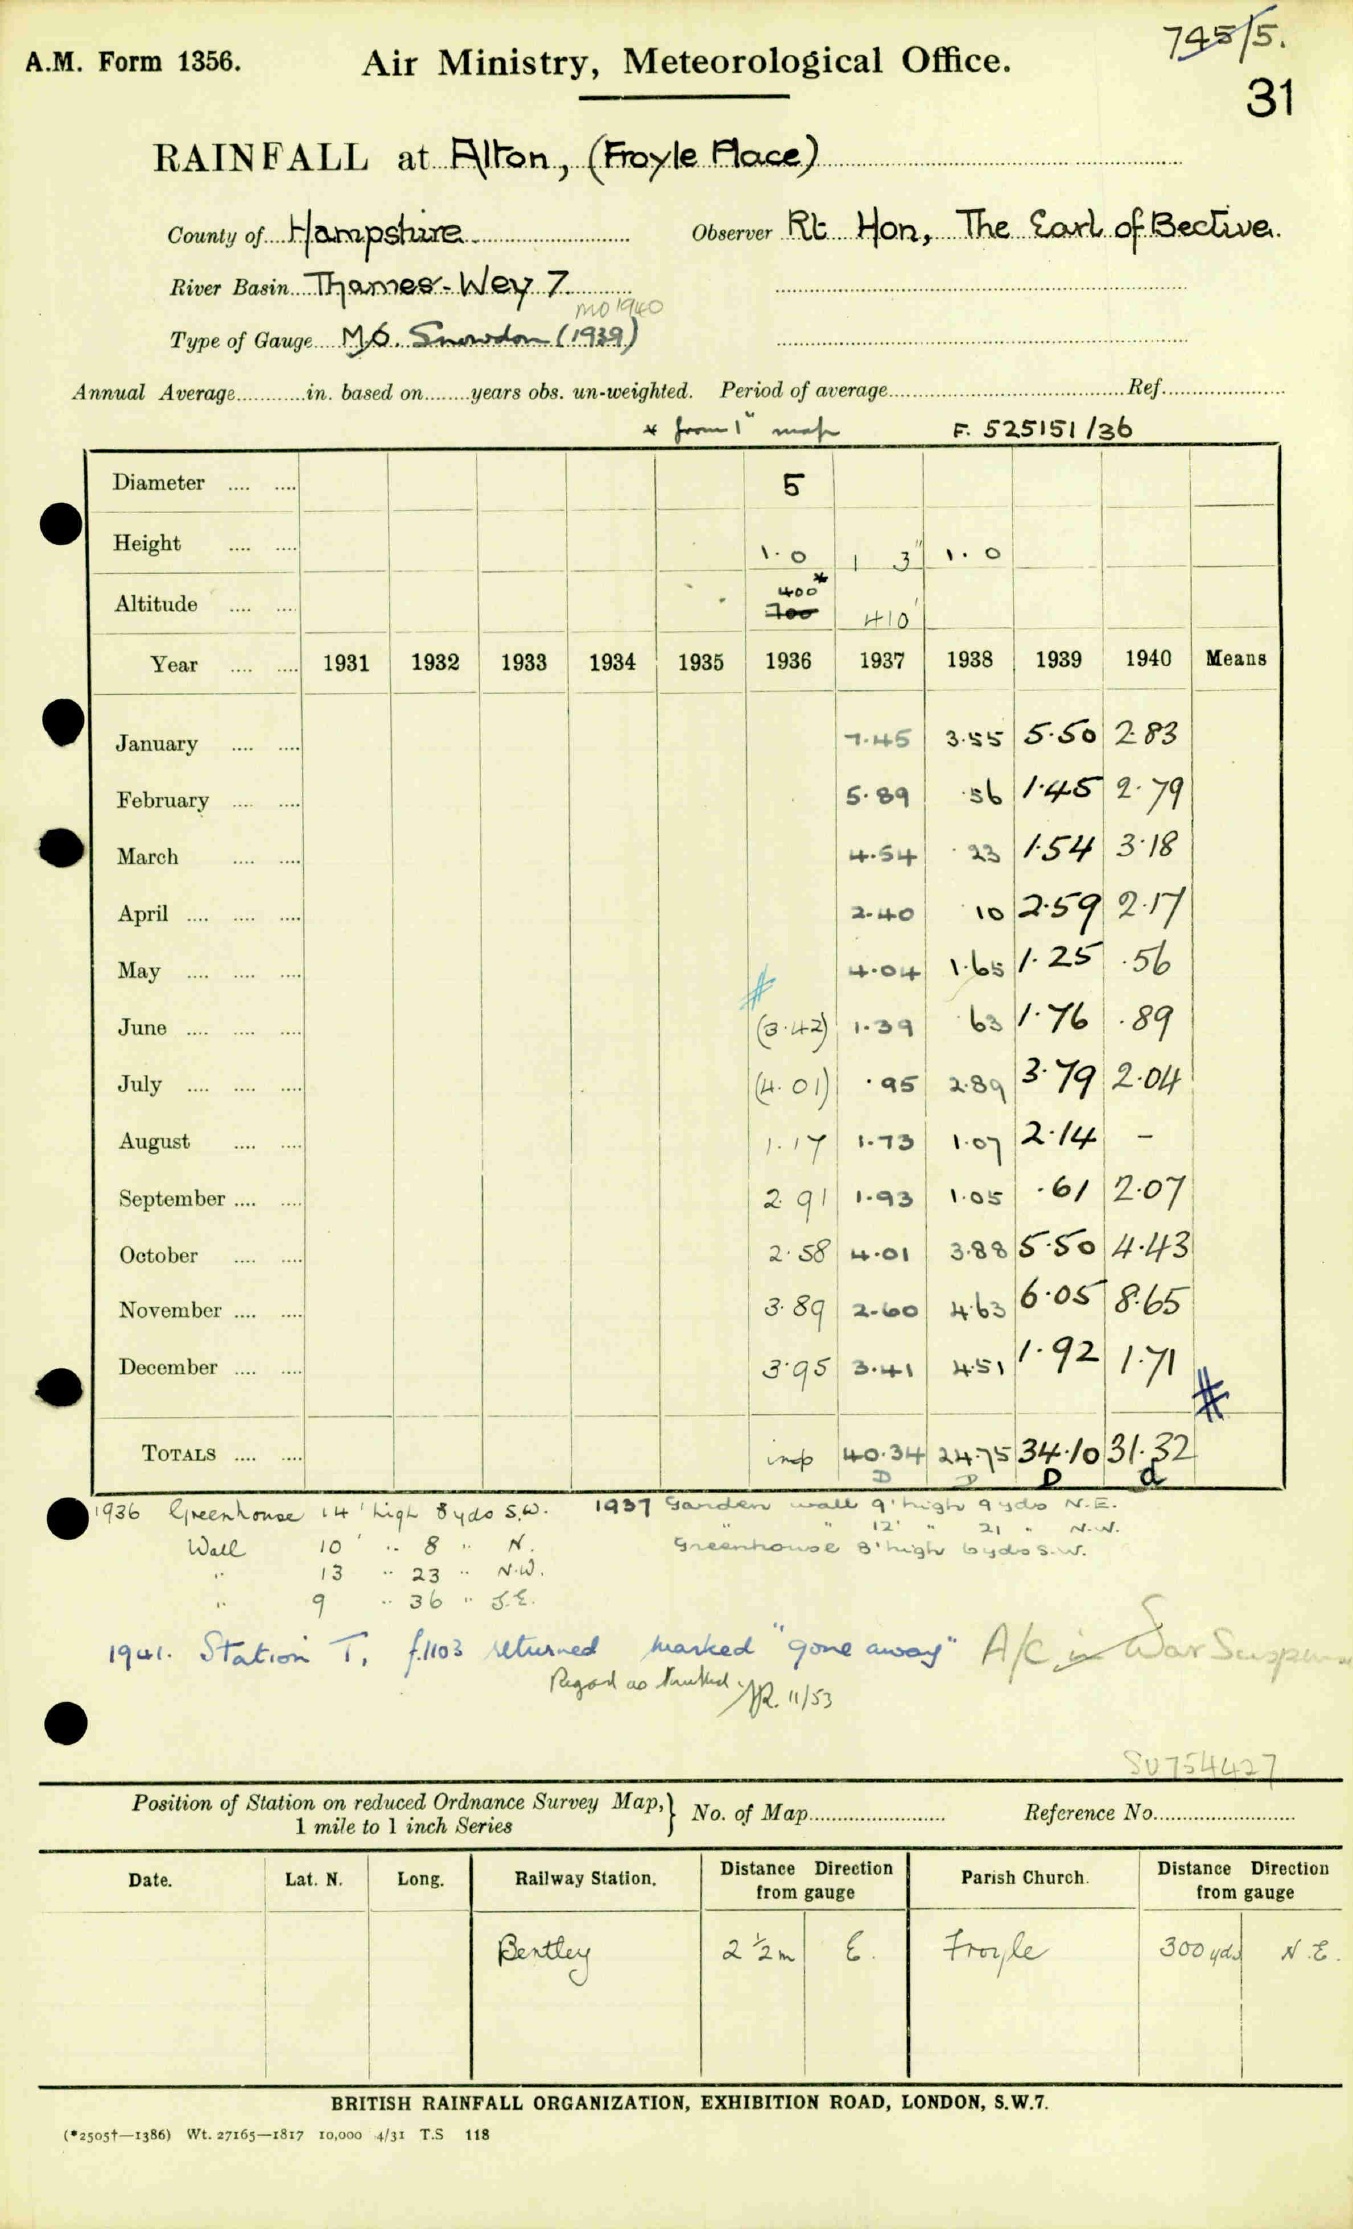 745/5.
A.M. Form 1356. Air Ministry, Meteorological Office.
31
RAINFALL at Alton, (Froyle Place)
County of Hampshire Observer Rt Hon, The Earl of Bective.
River Basin Thames-Wey 7.
MO 1940
Type of Gauge M.O. Snowdon (1939)
Annual Average............in. based on........years obs. un-weighted. Period of average........................Ref.....................
* from 1" map F. 525151/36
Diameter .... .... 5
Height .... .... 1.0 1 3" 1.0
400*
Altitude .... .... 700 410'
Year .... .... 1931 1932 1933 1934 1935 1936 1937 1938 1939 1940 Means
January .... .... 7.45 3.55 5.50 2.83
February .... .... 5.89 .56 1.45 2.79
March .... .... 4.54 .23 1.54 3.18
April .... .... .... 2.40 10 2.59 2.17
May .... .... .... 4.04 1.65 1.25 .56
#
June .... .... .... (3.42) 1.39 63 1.76 .89
July .... .... .... (4.01) .95 2.89 3.79 2.04
August .... .... 1.17 1.73 1.07 2.14 -
September .... .... 2.91 1.93 1.05 .61 2.07
October .... .... 2.58 4.01 3.88 5.50 4.43
November .... .... 3.89 2.60 4.63 6.05 8.65
December .... .... 3.95 3.41 4.51 1.92 1.71
#
TOTALS .... .... inp 40.34 24.75 34.10 31.32
D D D d
1936 Greenhouse 14' high 8 yds S.W. 1937 Garden wall 9' high 9 yds N.E.
" " 12' " 21 " N.W.
Wall 10' " 8 " N. Greenhouse 8' high 6 yds S.W.
" 13 " 23 " N.W.
" 9 " 36 " S.E.
1941. Station T. f.1103 returned marked "gone away" A/C in War Suspense
Regard as 11/53
SU754427
Position of Station on reduced Ordnance Survey Map, 1 mile to 1 inch Series } No. of Map........................ Reference No.........................
Date. Lat. N. Long. Railway Station. Distance Direction from gauge Parish Church. Distance Direction from gauge
Bentley 2 1/2 m E. Froyle 300 yds N.E.
BRITISH RAINFALL ORGANIZATION, EXHIBITION ROAD, LONDON, S.W.7.
(*2505†—1386) Wt. 27165—1817 10,000 4/31 T.S 118